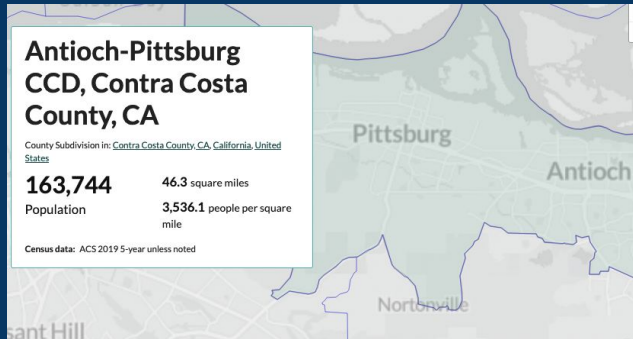 Antioch-Pittsburg
CCD, Contra Costa
County, CA
County Subdivision in: Contra Costa County, CA, California, United
States
163,744
Population
46.3 square miles
3,536.1 people per square
mile
Census data: ACS 2019 5-year unless noted
Pittsburg
Antioch
Nortonville
sant Hill